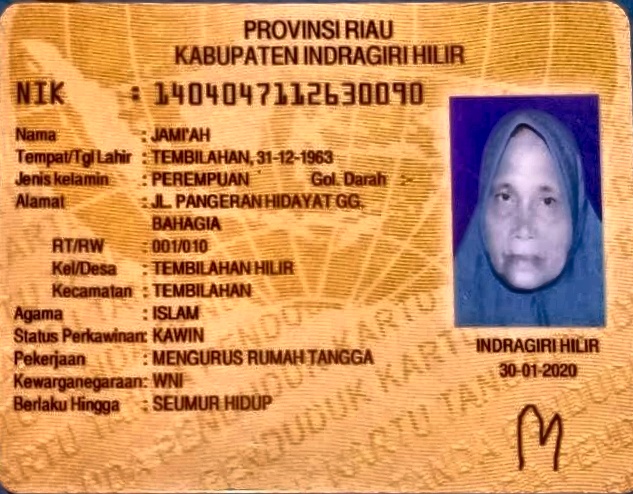 PROVINSI RIAU
KABUPATEN INDRAGIRI HILIR
NIK : 1404047112630090
Nama : JAMI'AH
Tempat/Tgl Lahir : TEMBILAHAN, 31-12-1963
Jenis kelamin : PEREMPUAN Gol. Darah :-
Alamat : JL. PANGERAN HIDAYAT GG.
BAHAGIA
RT/RW : 001/010
Kel/Desa : TEMBILAHAN HILIR
Kecamatan : TEMBILAHAN
Agama : ISLAM
Status Perkawinan: KAWIN
Pekerjaan : MENGURUS RUMAH TANGGA
Kewarganegaraan: WNI
Berlaku Hingga : SEUMUR HIDUP
INDRAGIRI HILIR
30-01-2020